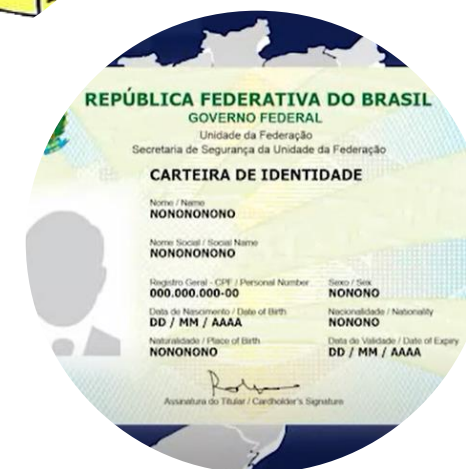 REPÚBLICA FEDERATIVA DO BRASIL
GOVERNO FEDERAL
Unidade da Federação
Secretaria de Segurança da Unidade da Federação
CARTEIRA DE IDENTIDADE
Nome / Name
NONONONONO
Nome Social / Social Name
NONONONONO
Registro Geral - CPF / Personal Number Sexo / Sex
000.000.000-00 NONONO
Data de Nascimento / Date of Birth Nacionalidade / Nationality
DD / MM / AAAA NONONO
Naturalidade / Place of Birth Data de Validade / Date of Expiry
NONONONO DD / MM / AAAA
Assinatura do Titular / Cardholder's Signature